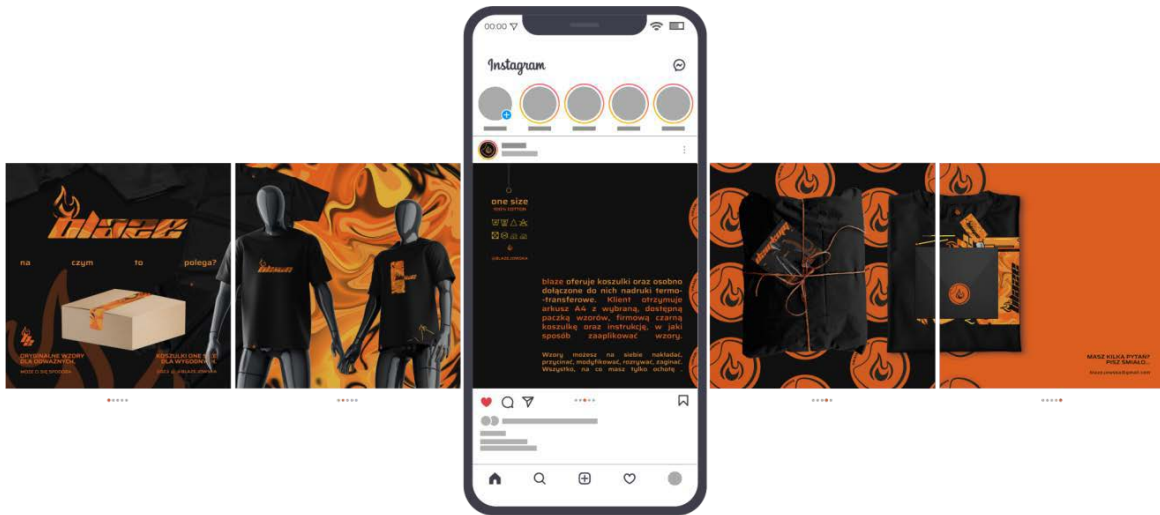 00:00
Instagram
blaze
na czym to polega?
ORYGINALNE WZORY
DLA ODWAŻNYCH.
KOSZULKI ONE SIZE
DLA WYGODNYCH.
blaze
one size
100% COTTON
blaze oferuje koszulki oraz osobno
dołączone do nich nadruki termo-
-transferowe. Klient otrzymuje
arkusz A4 z wybraną, dostępną
paczką wzorów, firmową czarną
koszulkę oraz instrukcję, w jaki
sposób zaaplikować wzory.
Wzory możesz na siebie nakładać,
przycinać, modyfikować, rozrywać, zaginać.
Wszystko, na co masz tylko ochotę .
MASZ KILKA PYTAŃ?
PISZ ŚMIAŁO...